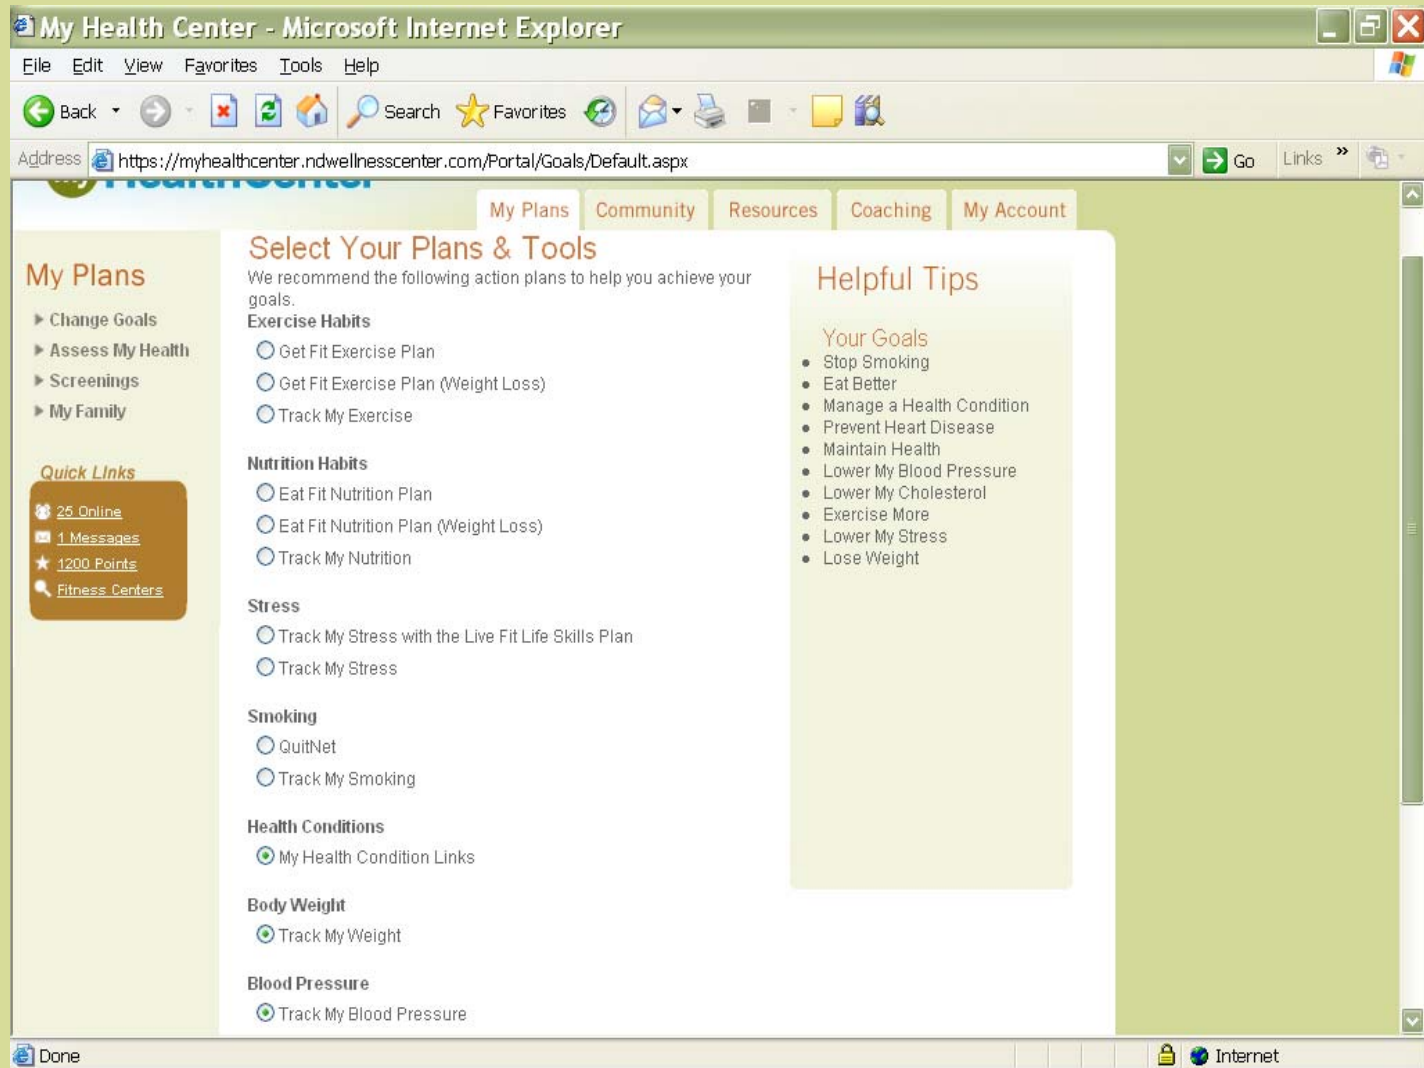 My Health Center - Microsoft Internet Explorer
File Edit View Favorites Tools Help
Back Search Favorites
Address https://myhealthcenter.ndwellnesscenter.com/Portal/Goals/Default.aspx Go Links »
my HealthCenter
My Plans Community Resources Coaching My Account
My Plans
Change Goals
Assess My Health
Screenings
My Family
Quick LInks
25 Online
1 Messages
1200 Points
Fitness Centers
Select Your Plans & Tools
We recommend the following action plans to help you achieve your
goals.
Exercise Habits
Get Fit Exercise Plan
Get Fit Exercise Plan (Weight Loss)
Track My Exercise
Nutrition Habits
Eat Fit Nutrition Plan
Eat Fit Nutrition Plan (Weight Loss)
Track My Nutrition
Stress
Track My Stress with the Live Fit Life Skills Plan
Track My Stress
Smoking
QuitNet
Track My Smoking
Health Conditions
My Health Condition Links
Body Weight
Track My Weight
Blood Pressure
Track My Blood Pressure
Helpful Tips
Your Goals
Stop Smoking
Eat Better
Manage a Health Condition
Prevent Heart Disease
Maintain Health
Lower My Blood Pressure
Lower My Cholesterol
Exercise More
Lower My Stress
Lose Weight
Done Internet